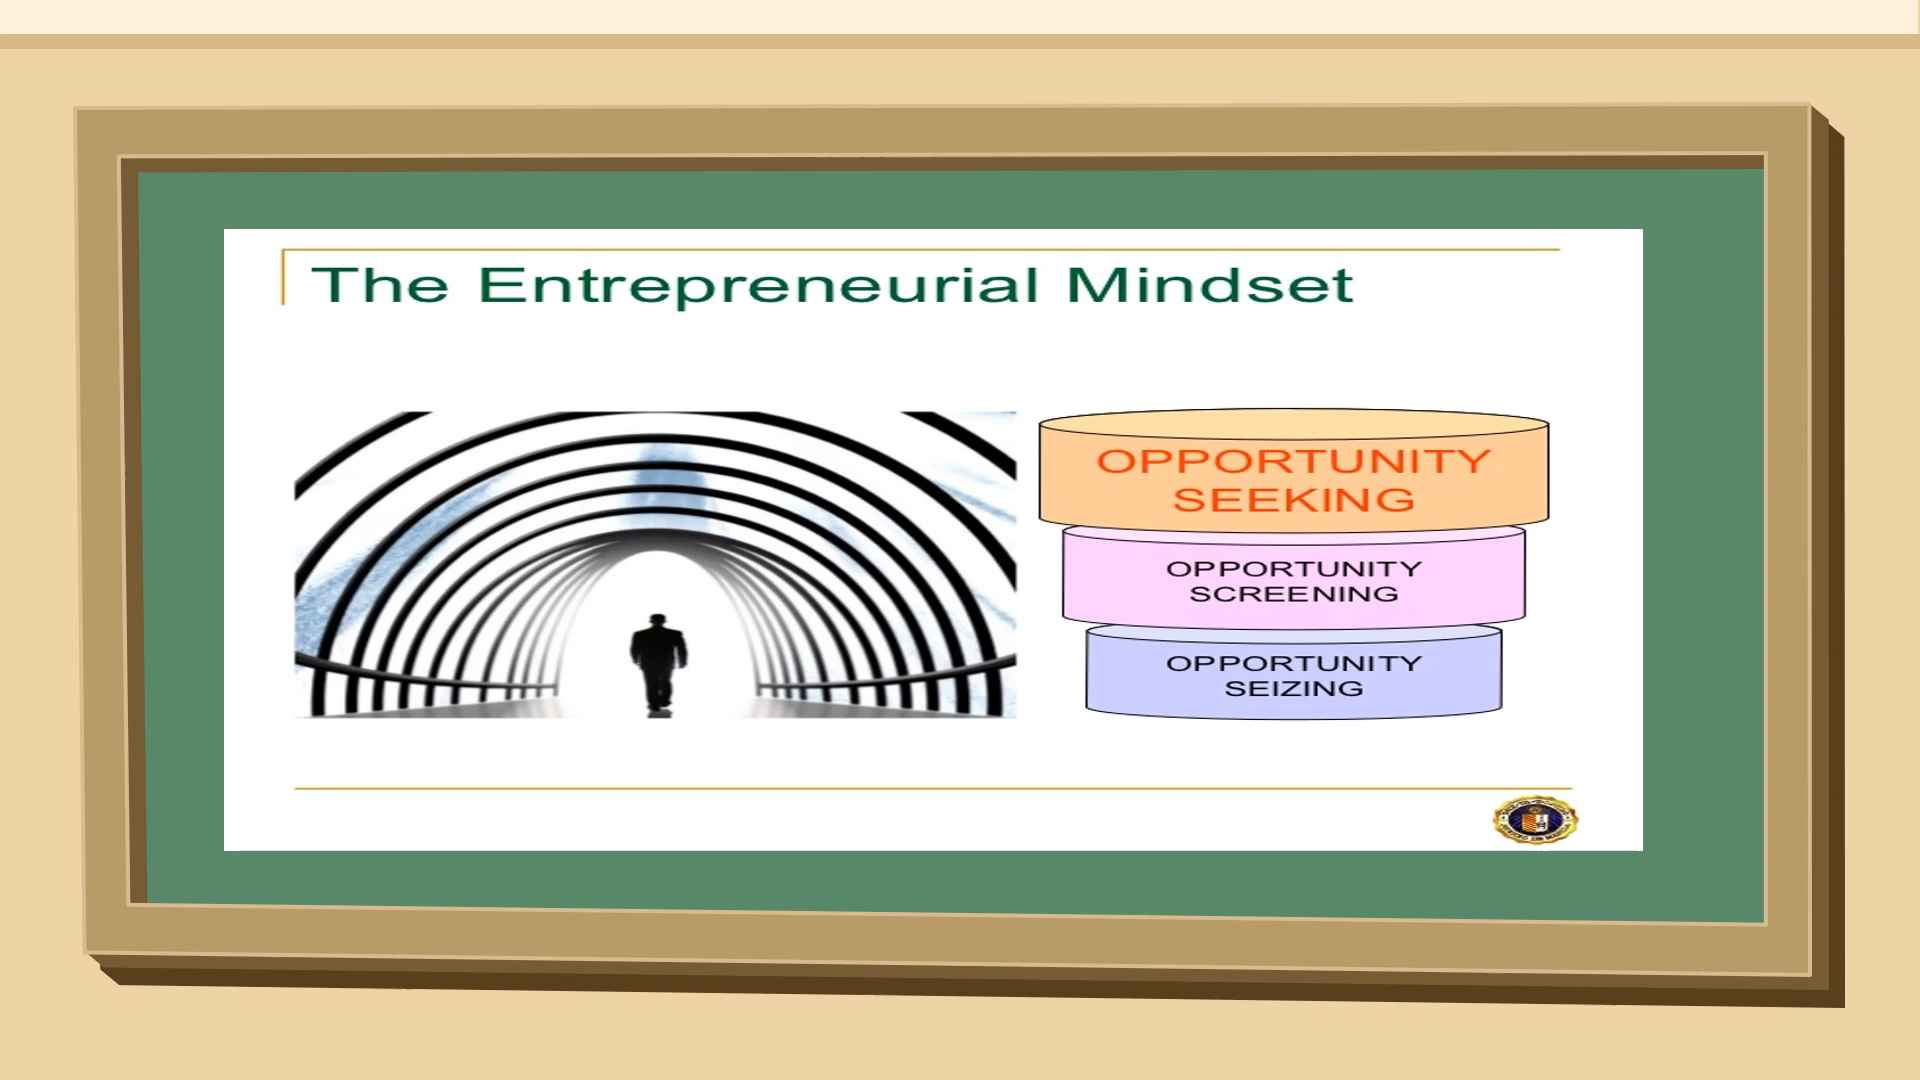 The Entrepreneurial Mindset
OPPORTUNITY
SEEKING
OPPORTUNITY
SCREENING
OPPORTUNITY
SEIZING